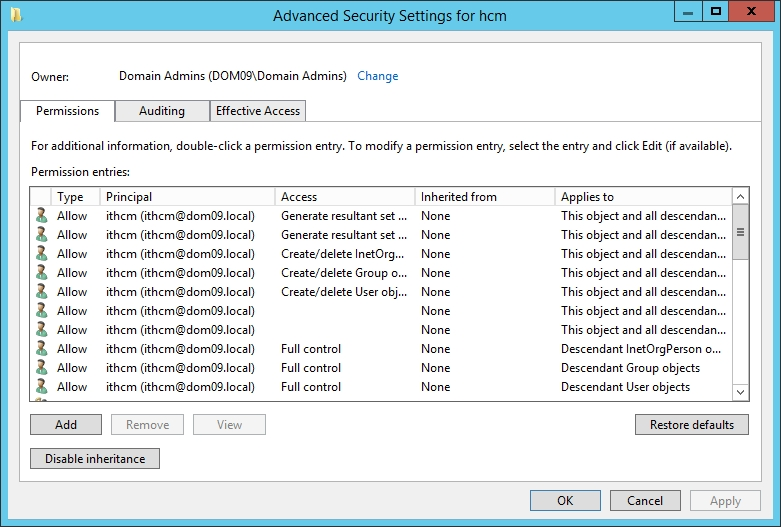 Advanced Security Settings for hcm
Owner: Domain Admins (DOM09\Domain Admins) Change
Permissions Auditing Effective Access
For additional information, double-click a permission entry. To modify a permission entry, select the entry and click Edit (if available).
Permission entries:
Type Principal Access Inherited from Applies to
Allow ithcm (ithcm@dom09.local) Generate resultant set ... None This object and all descendan...
Allow ithcm (ithcm@dom09.local) Generate resultant set ... None This object and all descendan...
Allow ithcm (ithcm@dom09.local) Create/delete InetOrg... None This object and all descendan...
Allow ithcm (ithcm@dom09.local) Create/delete Group o... None This object and all descendan...
Allow ithcm (ithcm@dom09.local) Create/delete User obj... None This object and all descendan...
Allow ithcm (ithcm@dom09.local) None This object and all descendan...
Allow ithcm (ithcm@dom09.local) None This object and all descendan...
Allow ithcm (ithcm@dom09.local) Full control None Descendant InetOrgPerson o...
Allow ithcm (ithcm@dom09.local) Full control None Descendant Group objects
Allow ithcm (ithcm@dom09.local) Full control None Descendant User objects
Add Remove View Restore defaults
Disable inheritance
OK Cancel Apply